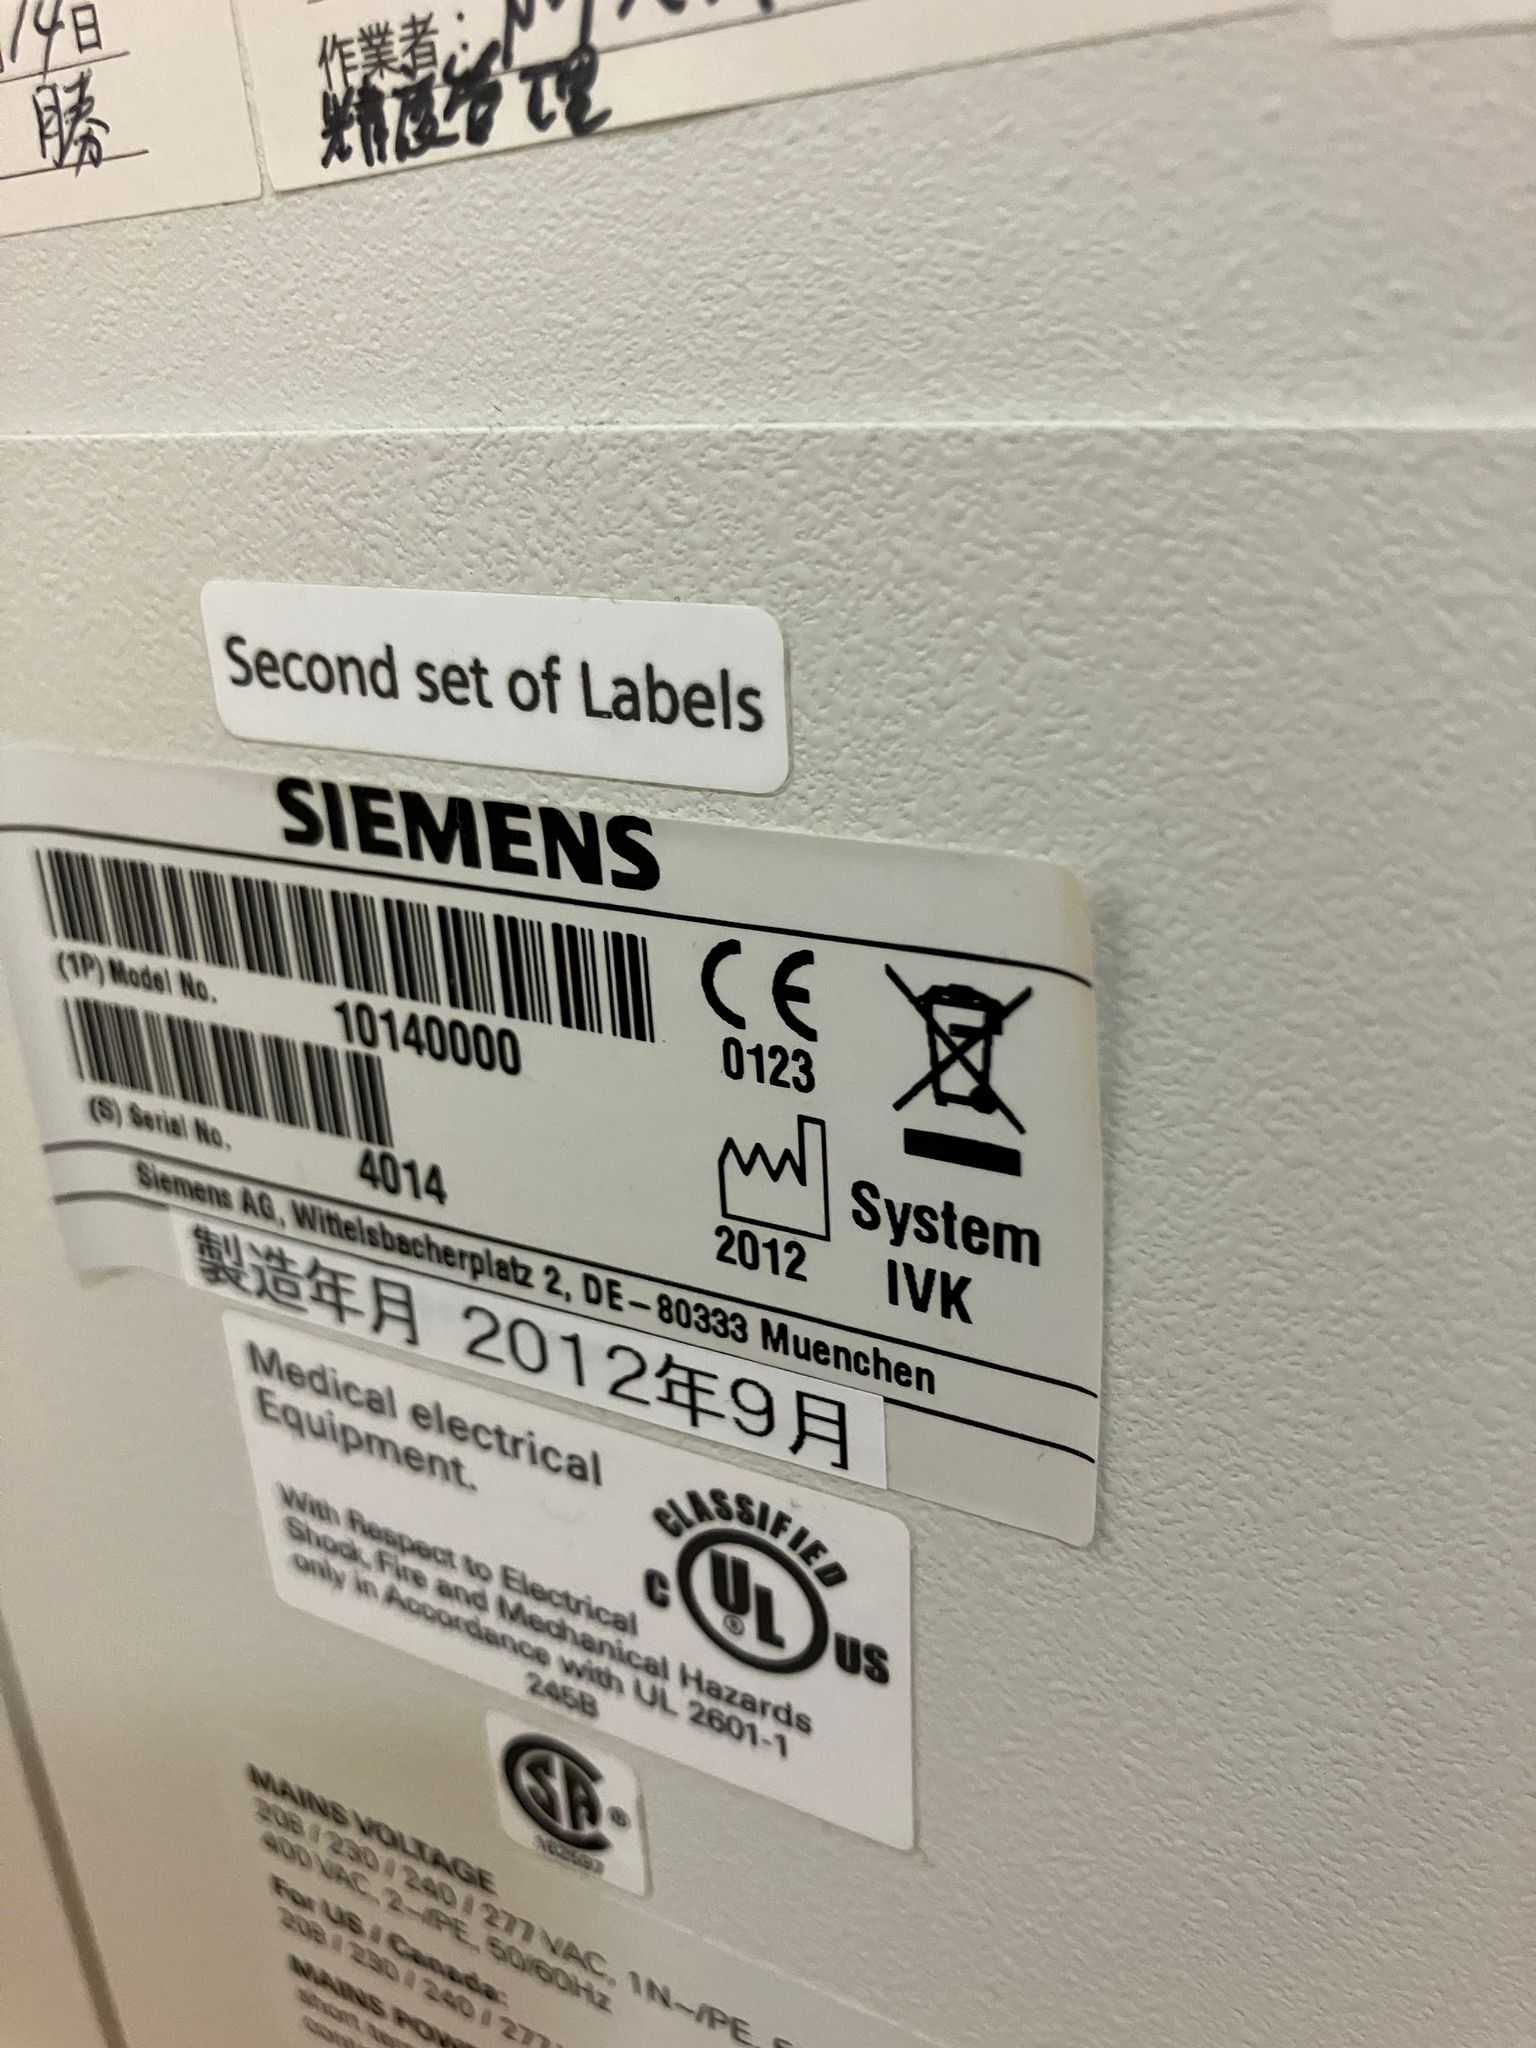 14日
勝
作業者:
精度管理
Second set of Labels
SIEMENS
(1P) Model No.
10140000
(S) Serial No.
4014
CE
0123
2012
System
IVK
Siemens AG, Wittelsbacherplatz 2, DE-80333 Muenchen
製造年月 2012年9月
Medical electrical
Equipment.
With Respect to Electrical
Shock, Fire and Mechanical Hazards
only in Accordance with UL 2601-1
245B
CLASSIFIED
C UL® US
SA®
MAINS VOLTAGE
208 / 230 / 240 / 277 VAC, 1N~/PE,
400 VAC, 2~/PE, 50/60Hz
For US / Canada:
208 / 230 / 240 / 277
MAINS
short